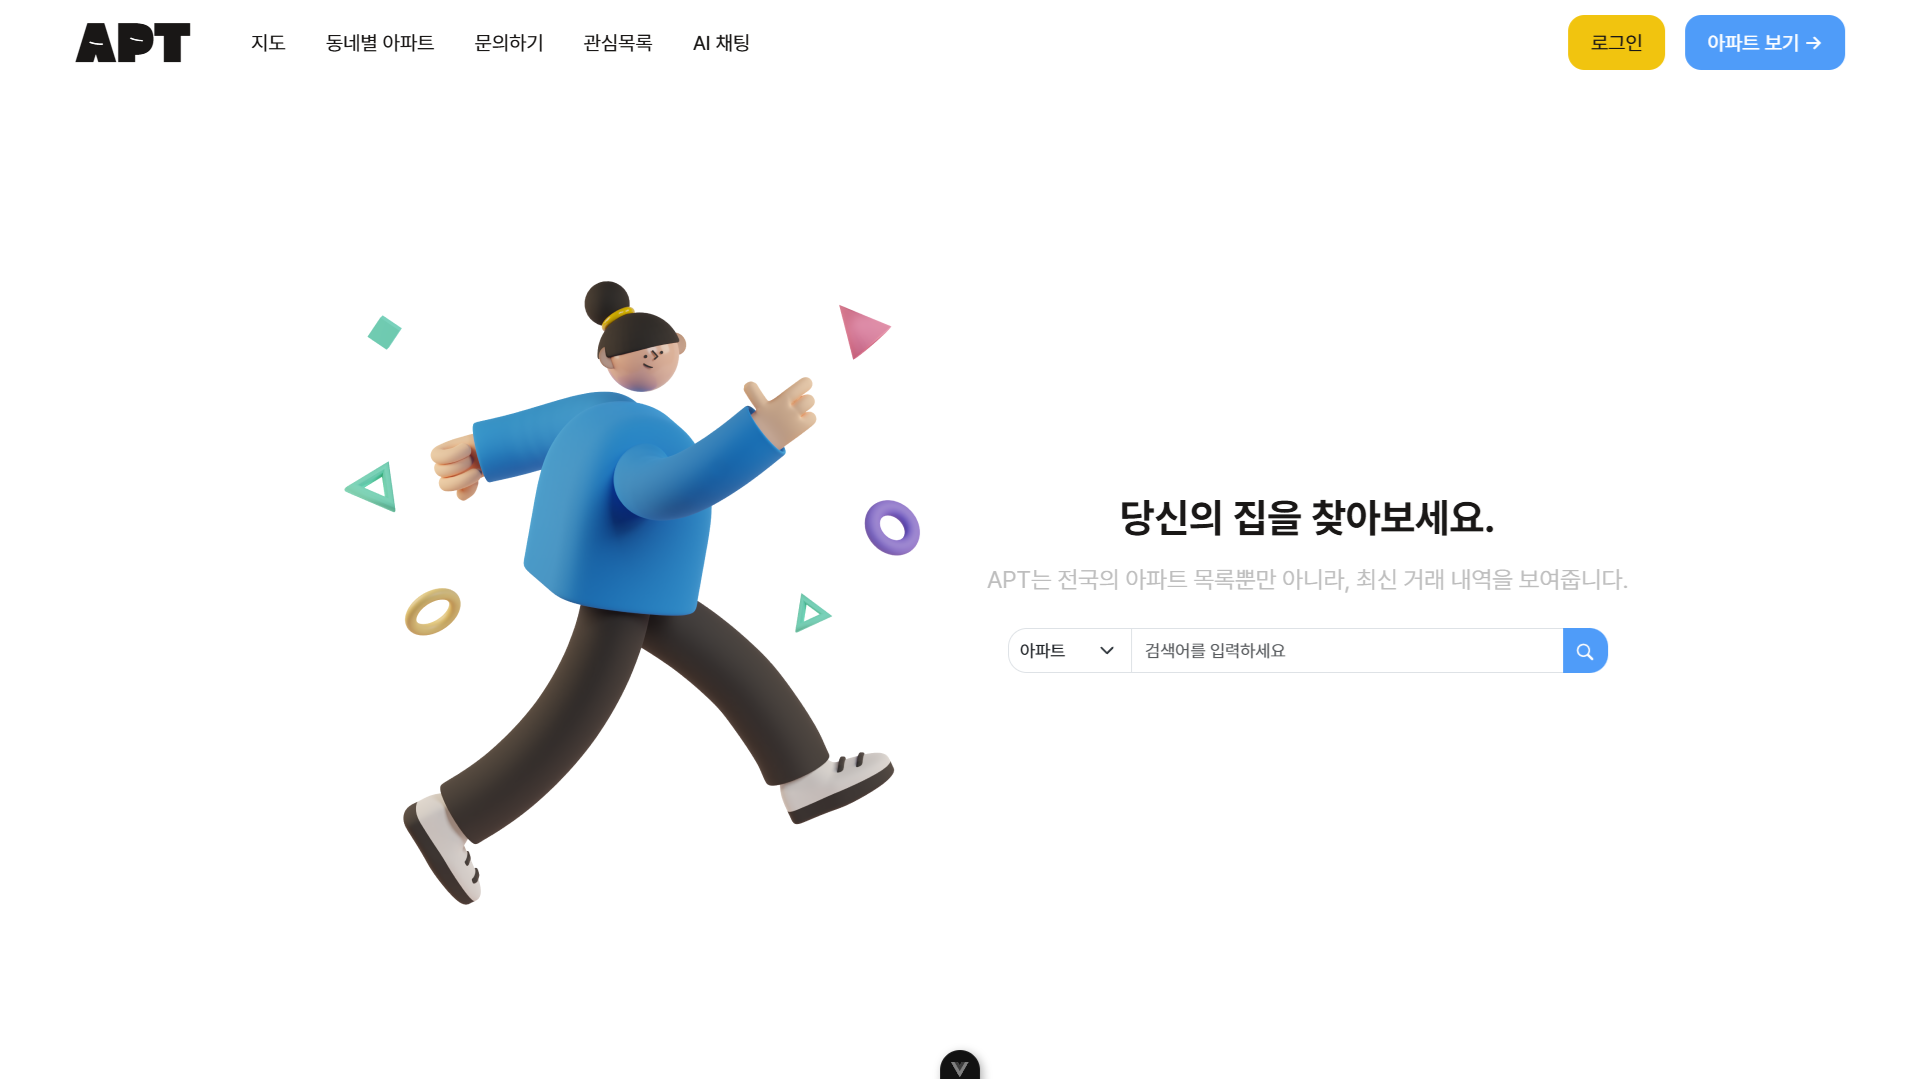 APT
지도
동네별 아파트
문의하기
관심목록
AI 채팅
로그인
아파트 보기 →
당신의 집을 찾아보세요.
APT는 전국의 아파트 목록뿐만 아니라, 최신 거래 내역을 보여줍니다.
아파트
검색어를 입력하세요